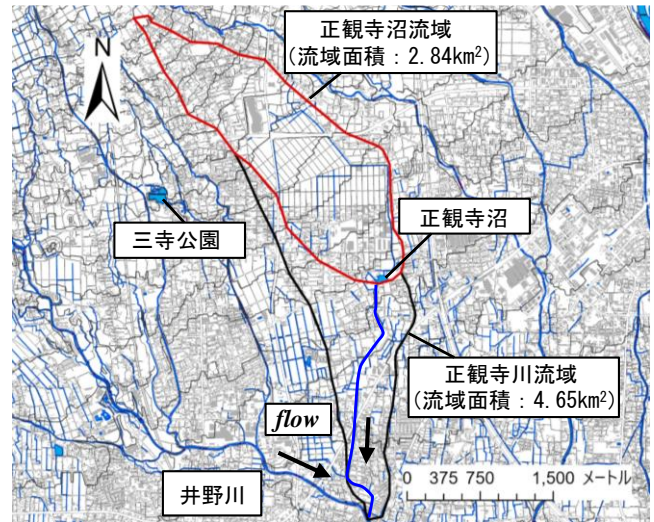 正観寺沼流域
(流域面積：2.84km²)
N
正観寺沼
三寺公園
正観寺川流域
(流域面積：4.65km²)
flow
0 375 750 1,500 メートル
井野川